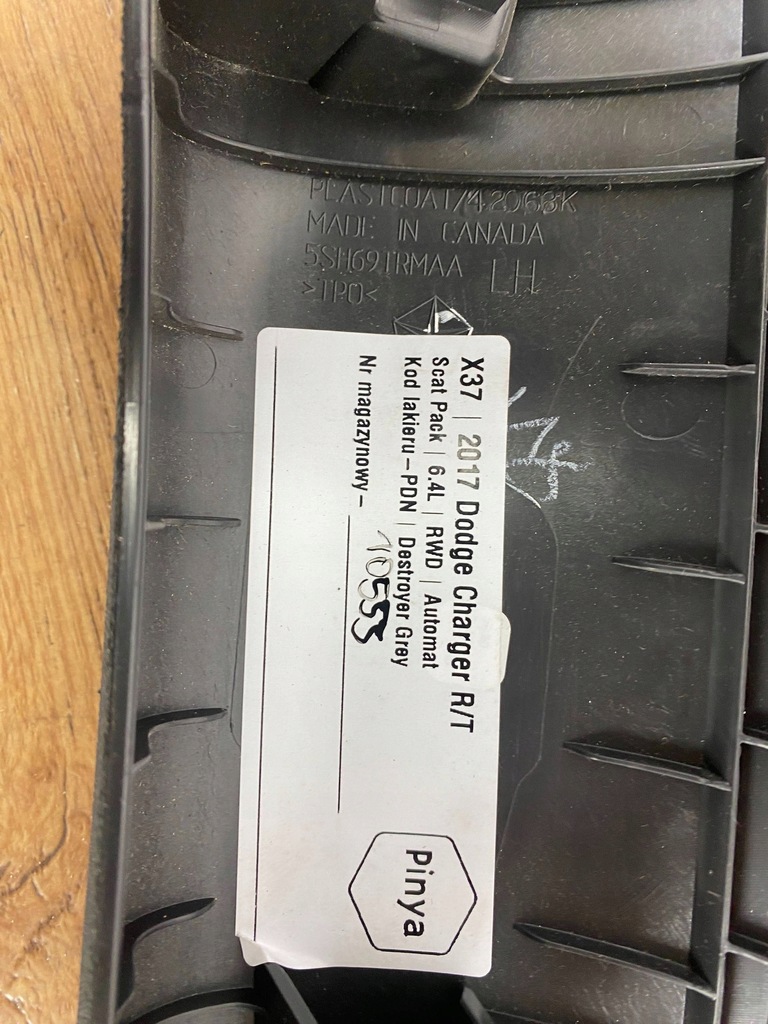 PLASTCOAT/42068K
MADE IN CANADA
5SH69TRMAA LH
>TPO<
X37 | 2017 Dodge Charger R/T
Scat Pack | 6.4L | RWD | Automat
Kod lakieru – PDN | Destroyer Grey
Nr magazynowy – 10555
Pinya